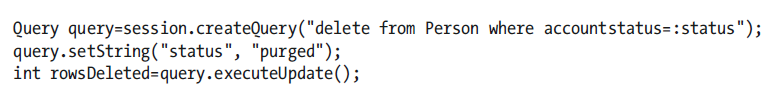 Query query=session.createQuery("delete from Person where accountstatus=:status");
query.setString("status", "purged");
int rowsDeleted=query.executeUpdate();